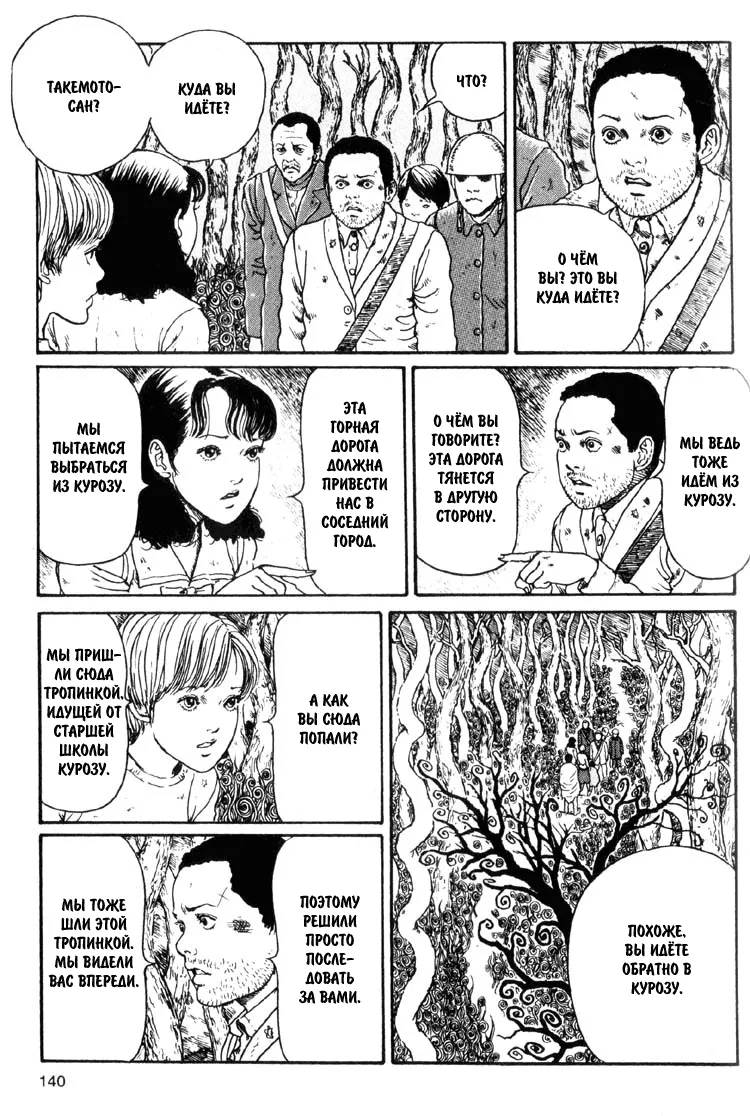 ТАКЕМОТО-
САН?
КУДА ВЫ
ИДЁТЕ?
ЧТО?
О ЧЁМ
ВЫ? ЭТО ВЫ
КУДА ИДЁТЕ?
МЫ
ПЫТАЕМСЯ
ВЫБРАТЬСЯ
ИЗ КУРОЗУ.
ЭТА
ГОРНАЯ
ДОРОГА
ДОЛЖНА
ПРИВЕСТИ
НАС В
СОСЕДНИЙ
ГОРОД.
О ЧЁМ ВЫ
ГОВОРИТЕ?
ЭТА ДОРОГА
ТЯНЕТСЯ
В ДРУГУЮ
СТОРОНУ.
МЫ ВЕДЬ
ТОЖЕ
ИДЁМ ИЗ
КУРОЗУ.
МЫ ПРИШ-
ЛИ СЮДА
ТРОПИНКОЙ,
ИДУЩЕЙ ОТ
СТАРШЕЙ
ШКОЛЫ
КУРОЗУ.
А КАК
ВЫ СЮДА
ПОПАЛИ?
МЫ ТОЖЕ
ШЛИ ЭТОЙ
ТРОПИНКОЙ.
МЫ ВИДЕЛИ
ВАС ВПЕРЕДИ.
ПОЭТОМУ
РЕШИЛИ
ПРОСТО
ПОСЛЕ-
ДОВАТЬ
ЗА ВАМИ.
ПОХОЖЕ,
ВЫ ИДЁТЕ
ОБРАТНО В
КУРОЗУ.
140